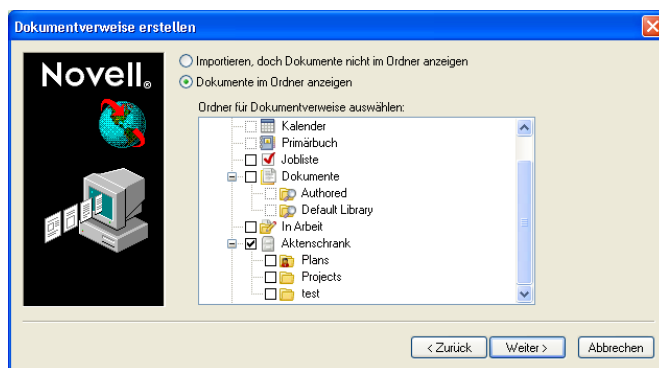 Dokumentverweise erstellen
Novell®
Importieren, doch Dokumente nicht im Ordner anzeigen
Dokumente im Ordner anzeigen
Ordner für Dokumentverweise auswählen:
Kalender
Primärbuch
Jobliste
Dokumente
Authored
Default Library
In Arbeit
Aktenschrank
Plans
Projects
test
< Zurück
Weiter >
Abbrechen